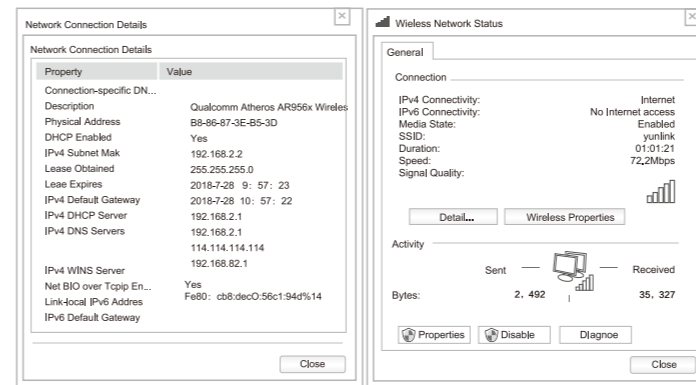 Network Connection Details
Network Connection Details
Property Value
Connection-specific DN...
Description Qualcomm Atheros AR956x Wireles
Physical Address B8-86-87-3E-B5-3D
DHCP Enabled Yes
IPv4 Subnet Mak 192.168.2.2
Lease Obtained 255.255.255.0
Leae Expires 2018-7-28 9: 57: 23
IPv4 Default Gateway 2018-7-28 10: 57: 22
IPv4 DHCP Server 192.168.2.1
IPv4 DNS Servers 192.168.2.1
114.114.114.114
192.168.82.1
IPv4 WINS Server
Net BIO over Tcpip En... Yes
Link-local IPv6 Addres Fe80: cb8:decO:56c1:94d%14
IPv6 Default Gateway
Close
Wieless Network Status
General
Connection
IPv4 Connectivity: Internet
IPv6 Connectivity: No Internet access
Media State: Enabled
SSID: yunlink
Duration: 01:01:21
Speed: 72,2Mbps
Signal Quality:
Detail... Wireless Properties
Activity
Sent Received
Bytes: 2, 492 35, 327
Properties Disable DIagnoe
Close